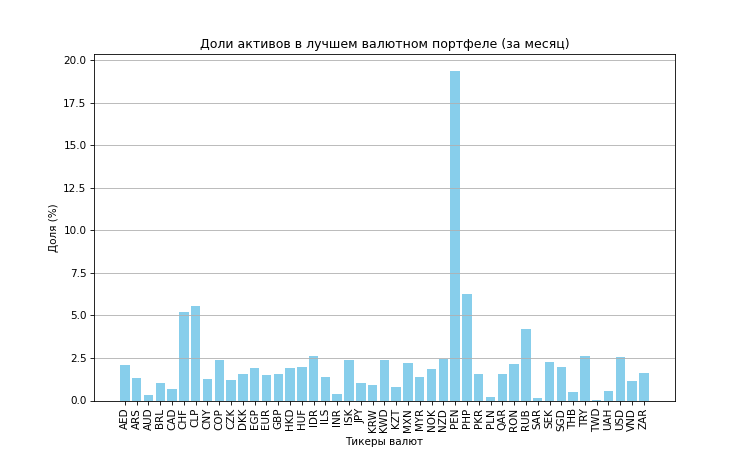 Доли активов в лучшем валютном портфеле (за месяц)
20.0
17.5
15.0
12.5
10.0
7.5
5.0
2.5
0.0
Доля (%)
AED
ARS
AUD
BRL
CAD
CHF
CLP
CNY
COP
CZK
DKK
EGP
EUR
GBP
HKD
HUF
IDR
ILS
INR
ISK
JPY
KRW
KWD
KZT
MXN
MYR
NOK
NZD
PEN
PHP
PKR
PLN
QAR
RON
RUB
SAR
SEK
SGD
THB
TRY
TWD
UAH
USD
VND
ZAR
Тикеры валют